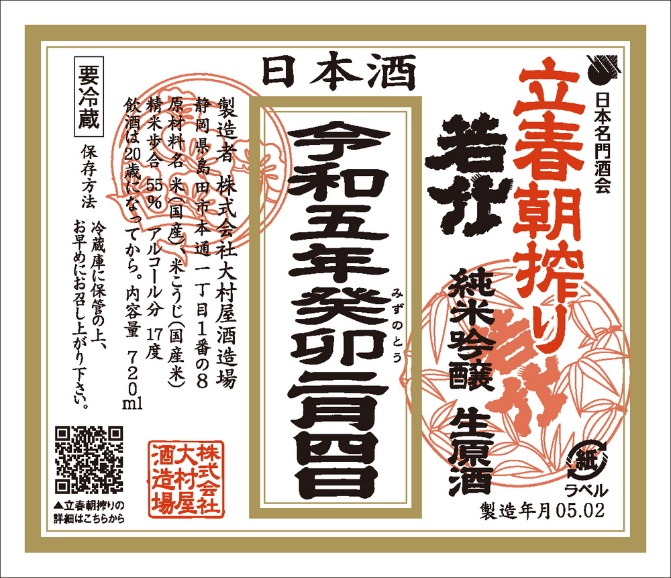 日本酒
日本名門酒会
立春朝搾り
若竹
純米吟醸 生原酒
若竹
紙
ラベル
製造年月05.02
令和五年癸卯二月四日
みずのとう
製造者 株式会社大村屋酒造場
静岡県島田市本通一丁目1番の8
原材料名 米(国産)、米こうじ(国産米)
精米歩合 55% アルコール分 17度
飲酒は20歳になってから。内容量 720ml
要冷蔵
保存方法
冷蔵庫に保管の上、
お早めにお召し上がり下さい。
株式会社
大村屋
酒造場
▲立春朝搾りの
詳細はこちらから